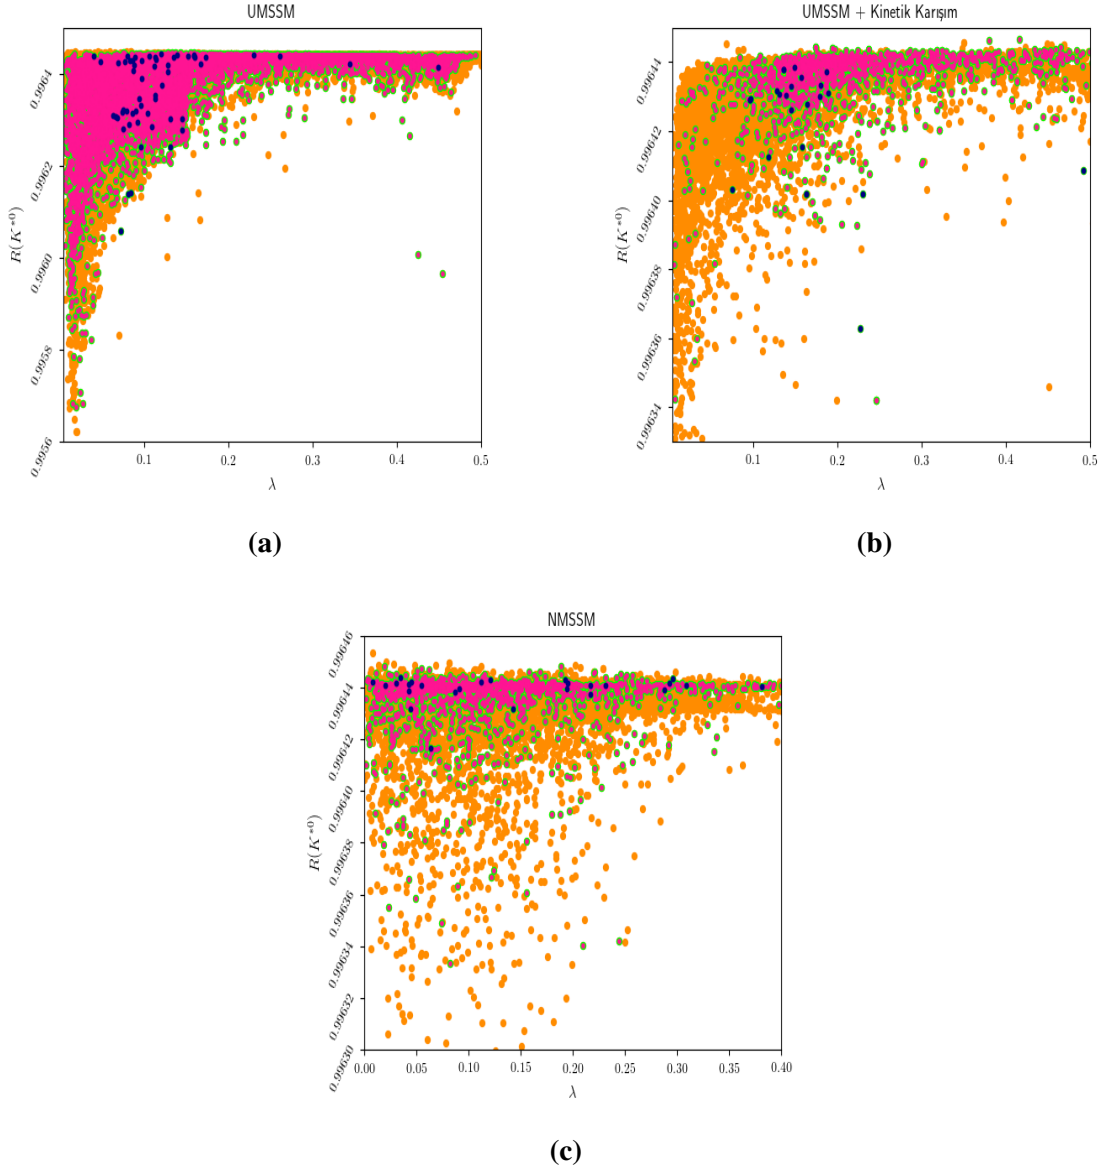 UMSSM
0.9964
0.9962
0.9960
0.9958
0.9956
R(K*0)
0.1 0.2 0.3 0.4 0.5
λ
(a)
UMSSM + Kinetik Karışım
0.99644
0.99642
0.99640
0.99638
0.99636
0.99634
R(K*0)
0.1 0.2 0.3 0.4 0.5
λ
(b)
NMSSM
0.99646
0.99644
0.99642
0.99640
0.99638
0.99636
0.99634
0.99632
0.99630
R(K*0)
0.00 0.05 0.10 0.15 0.20 0.25 0.30 0.35 0.40
λ
(c)